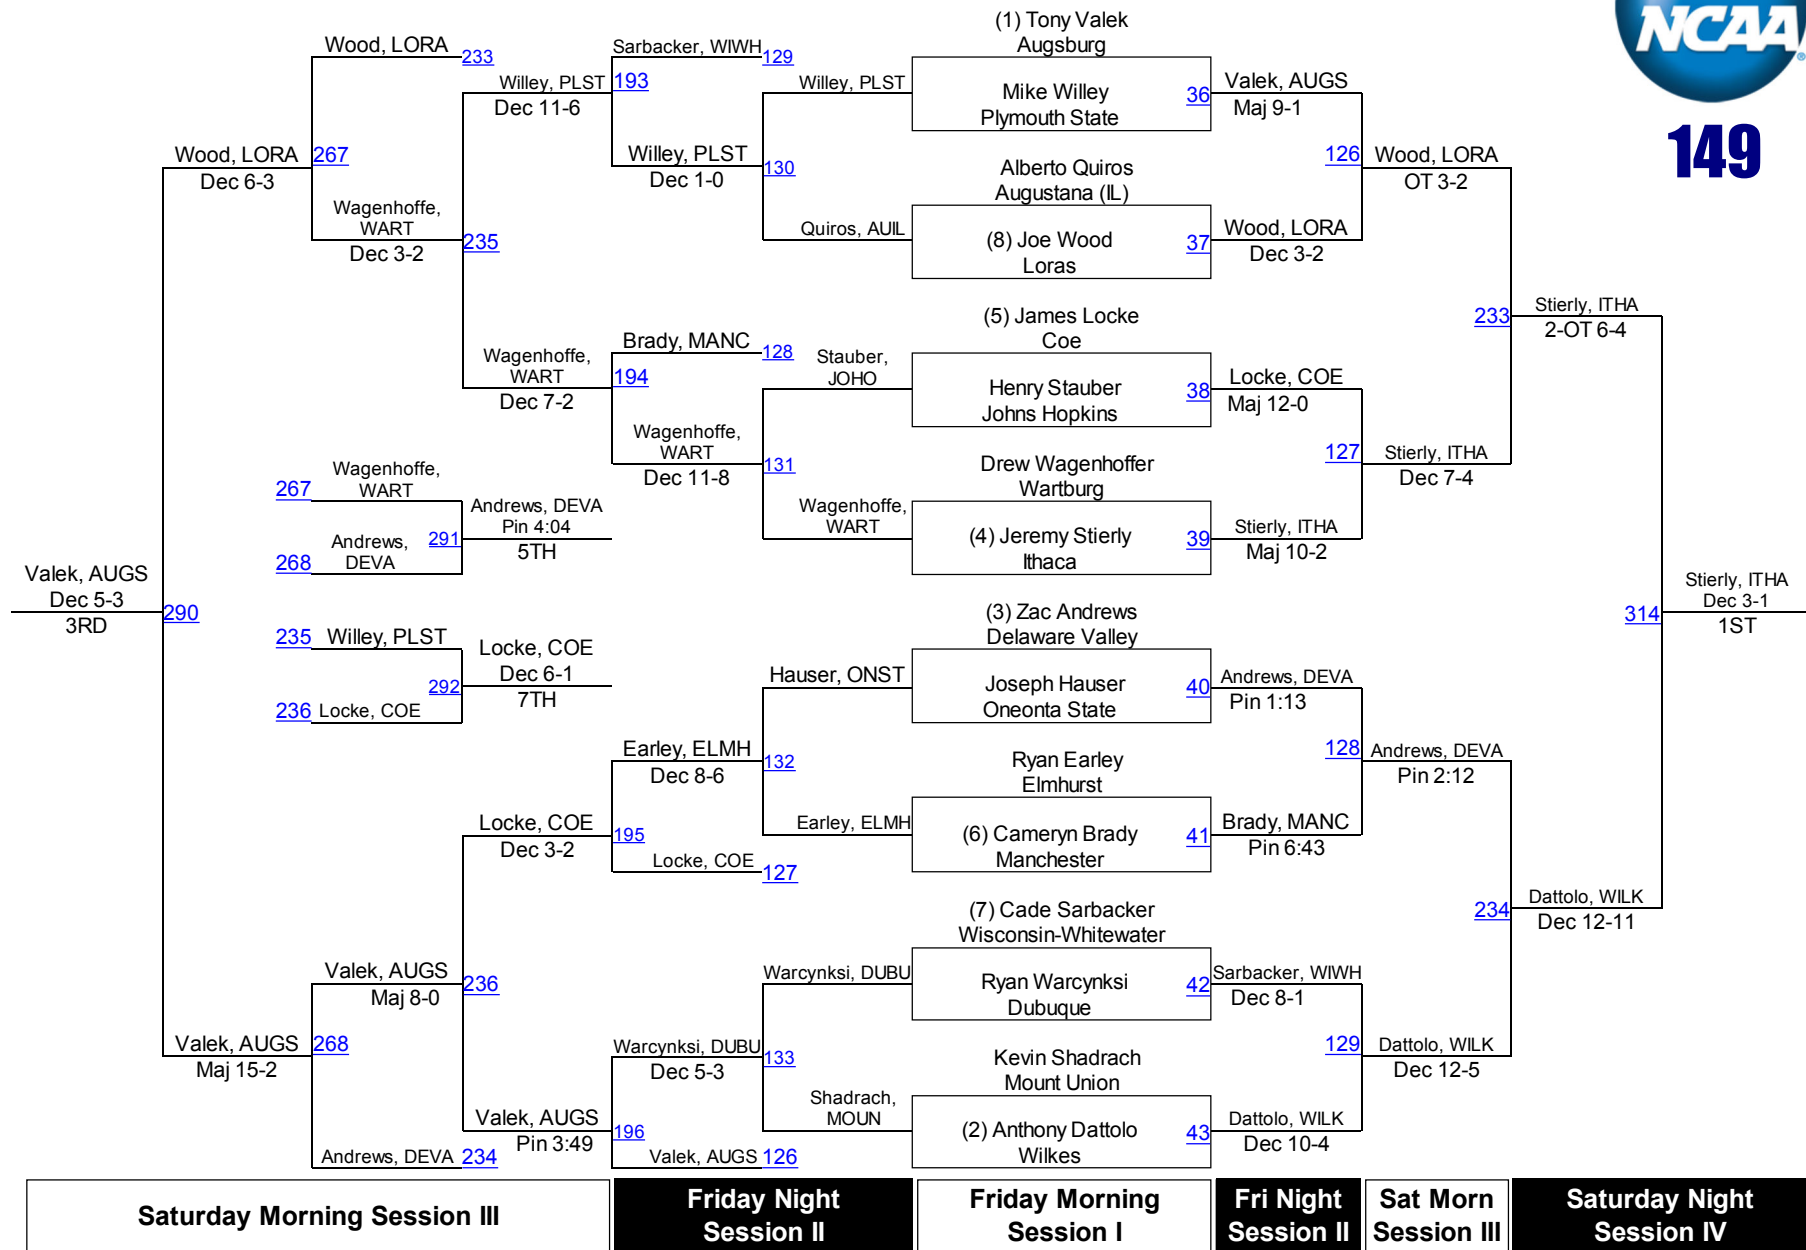 NCAA
149
(1) Tony Valek
Augsburg
Mike Willey
Plymouth State
36
Alberto Quiros
Augustana (IL)
(8) Joe Wood
Loras
37
(5) James Locke
Coe
Henry Stauber
Johns Hopkins
38
Drew Wagenhoffer
Wartburg
(4) Jeremy Stierly
Ithaca
39
(3) Zac Andrews
Delaware Valley
Joseph Hauser
Oneonta State
40
Ryan Earley
Elmhurst
(6) Cameryn Brady
Manchester
41
(7) Cade Sarbacker
Wisconsin-Whitewater
Ryan Warcynksi
Dubuque
42
Kevin Shadrach
Mount Union
(2) Anthony Dattolo
Wilkes
43
Valek, AUGS
Maj 9-1
126
Wood, LORA
Dec 3-2
Locke, COE
Maj 12-0
127
Stierly, ITHA
Maj 10-2
Andrews, DEVA
Pin 1:13
128
Brady, MANC
Pin 6:43
Sarbacker, WIWH
Dec 8-1
129
Dattolo, WILK
Dec 10-4
Wood, LORA
OT 3-2
233
Stierly, ITHA
Dec 7-4
Andrews, DEVA
Pin 2:12
234
Dattolo, WILK
Dec 12-5
Stierly, ITHA
2-OT 6-4
314
Dattolo, WILK
Dec 12-11
Stierly, ITHA
Dec 3-1
1ST
Willey, PLST
130
Quiros, AUIL
Stauber,
JOHO
131
Wagenhoffe,
WART
Hauser, ONST
132
Earley, ELMH
Warcynksi, DUBU
133
Shadrach,
MOUN
Sarbacker, WIWH
129
193
Willey, PLST
Dec 1-0
Brady, MANC
128
194
Wagenhoffe,
WART
Dec 11-8
Earley, ELMH
Dec 8-6
195
Locke, COE
127
Warcynksi, DUBU
Dec 5-3
196
Valek, AUGS
126
Willey, PLST
Dec 11-6
235
Wagenhoffe,
WART
Dec 7-2
Locke, COE
Dec 3-2
236
Valek, AUGS
Pin 3:49
Wood, LORA
233
267
Wagenhoffe,
WART
Dec 3-2
Valek, AUGS
Maj 8-0
268
Andrews, DEVA
234
Wood, LORA
Dec 6-3
290
Valek, AUGS
Maj 15-2
Valek, AUGS
Dec 5-3
3RD
267
Wagenhoffe,
WART
291
268
Andrews,
DEVA
Andrews, DEVA
Pin 4:04
5TH
235
Willey, PLST
292
236
Locke, COE
Locke, COE
Dec 6-1
7TH
Saturday Morning Session III
Friday Night
Session II
Friday Morning
Session I
Fri Night
Session II
Sat Morn
Session III
Saturday Night
Session IV